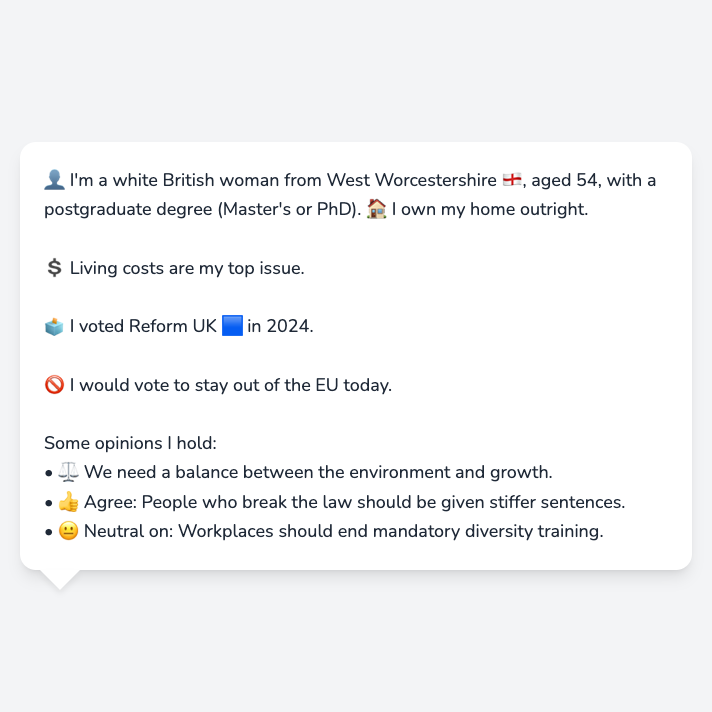 👤 I'm a white British woman from West Worcestershire 🏴󠁧󠁢󠁥󠁮󠁧󠁿, aged 54, with a
postgraduate degree (Master's or PhD). 🏠 I own my home outright.
💲 Living costs are my top issue.
🗳️ I voted Reform UK 🟦 in 2024.
🚫 I would vote to stay out of the EU today.
Some opinions I hold:
• ⚖️ We need a balance between the environment and growth.
• 👍 Agree: People who break the law should be given stiffer sentences.
• 😐 Neutral on: Workplaces should end mandatory diversity training.